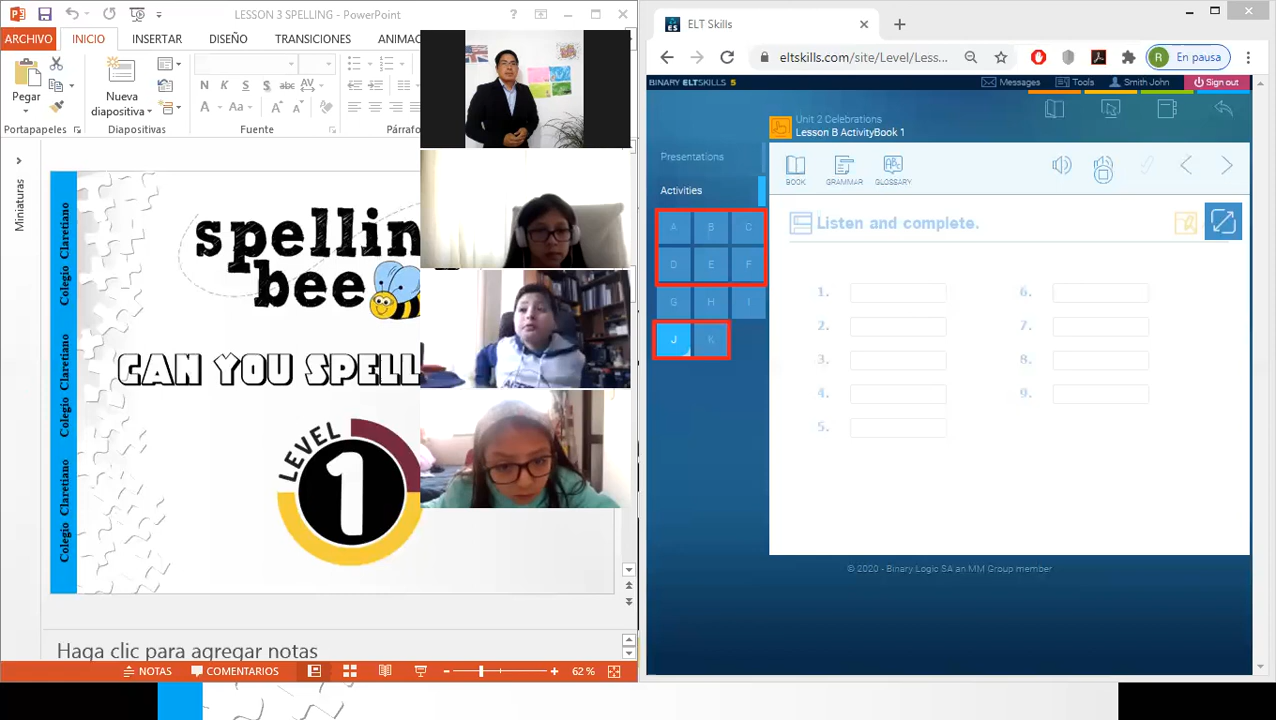 LESSON 3 SPELLING - PowerPoint
ARCHIVO
INICIO
INSERTAR
DISEÑO
TRANSICIONES
ANIMAC
Pegar
Nueva
diapositiva
N K S S abc AV
A Aa A A
Portapapeles
Diapositivas
Fuente
Párrafo
Miniaturas
Colegio Claretiano
Colegio Claretiano
Colegio Claretiano
spellin
bee
CAN YOU SPELL
LEVEL
1
Haga clic para agregar notas
NOTAS
COMENTARIOS
62 %
ELT Skills
eltskills.com/site/Level/Less...
R
En pausa
BINARY ELTSKILLS 5
Messages
Tools
Smith John
Sign out
Unit 2 Celebrations
Lesson B ActivityBook 1
Presentations
Activities
BOOK
GRAMMAR
GLOSSARY
A B C
D E F
G H I
J K
Listen and complete.
1.
2.
3.
4.
5.
6.
7.
8.
9.
© 2020 - Binary Logic SA an MM Group member